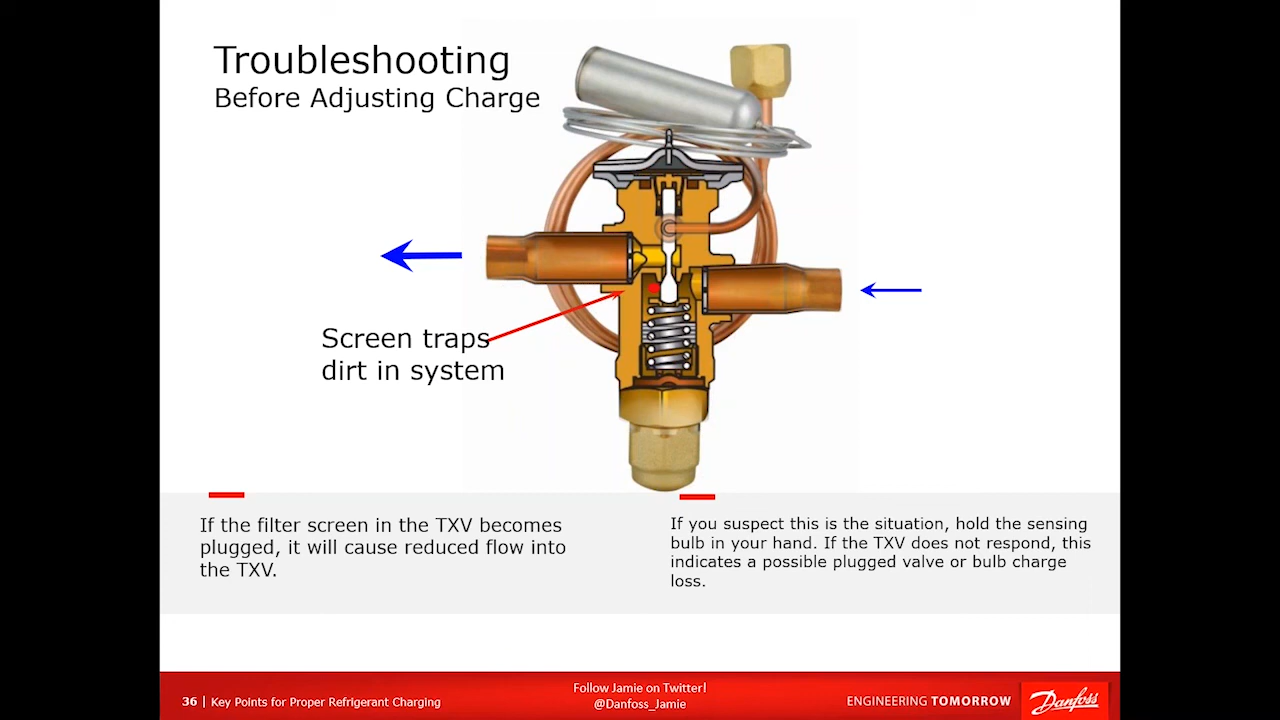 Troubleshooting
Before Adjusting Charge
Screen traps
dirt in system
If the filter screen in the TXV becomes
plugged, it will cause reduced flow into
the TXV.
If you suspect this is the situation, hold the sensing
bulb in your hand. If the TXV does not respond, this
indicates a possible plugged valve or bulb charge
loss.
36 | Key Points for Proper Refrigerant Charging
Follow Jamie on Twitter!
@Danfoss_Jamie
ENGINEERING TOMORROW
Danfoss